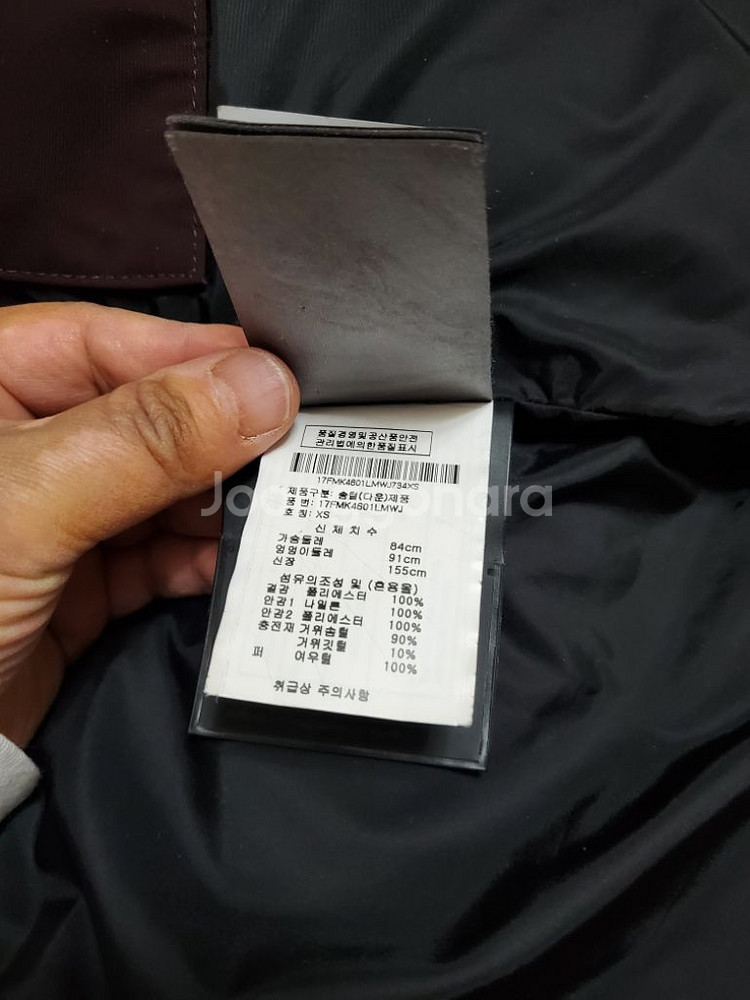 품질경영및공산품안전
관리법에의한품질표시
17FMK4601LMWJ794XS
제품구분: 솜털(다운)제품
품 번: 17FMK4601LMWJ
호 칭: XS
신 체 치 수
가슴둘레 84cm
엉덩이둘레 91cm
신장 155cm
섬유의조성 및 (혼용율)
겉감 폴리에스터 100%
안감1 나일론 100%
안감2 폴리에스터 100%
충전재 거위솜털 90%
거위깃털 10%
퍼 여우털 100%
취급상 주의사항